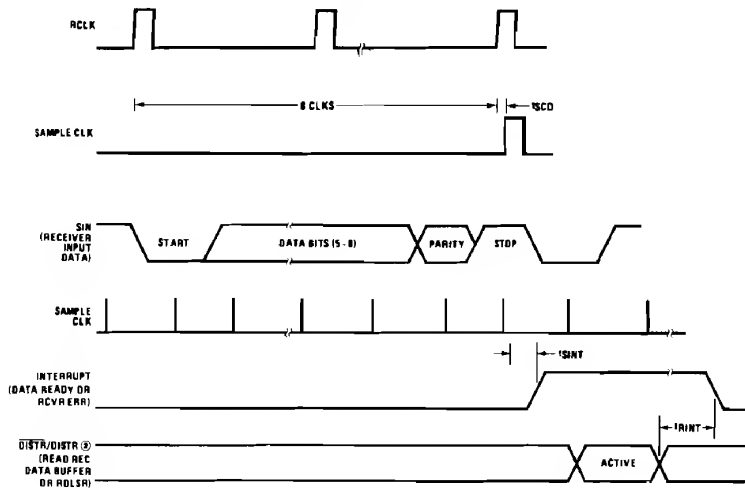 RCLK
8 CLKS
tSCD
SAMPLE CLK
SIN
(RECEIVER
INPUT
DATA)
START
DATA BITS (5 - 8)
PARITY
STOP
SAMPLE
CLK
tSINT
INTERRUPT
(DATA READY OR
RCVR ERR)
tRINT
DISTR/DISTR ②
(READ REC
DATA BUFFER
OR RDLSR)
ACTIVE